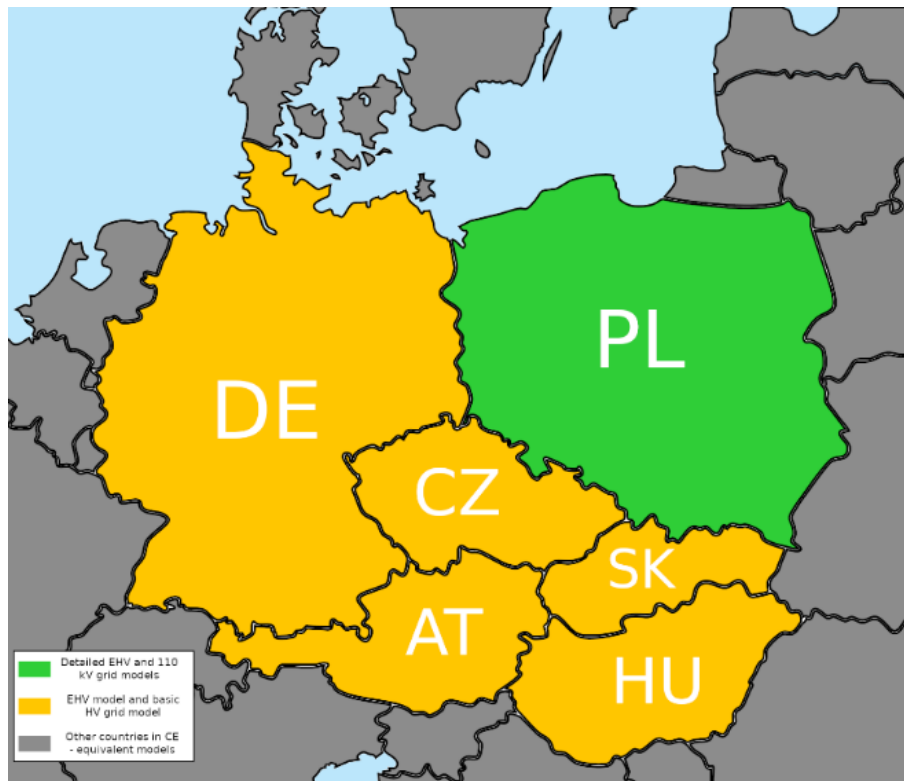 PL
DE
CZ
SK
AT
HU
Detailed EHV and 110
kV grid models
EHV model and basic
HV grid model
Other countries in CE
- equivalent models